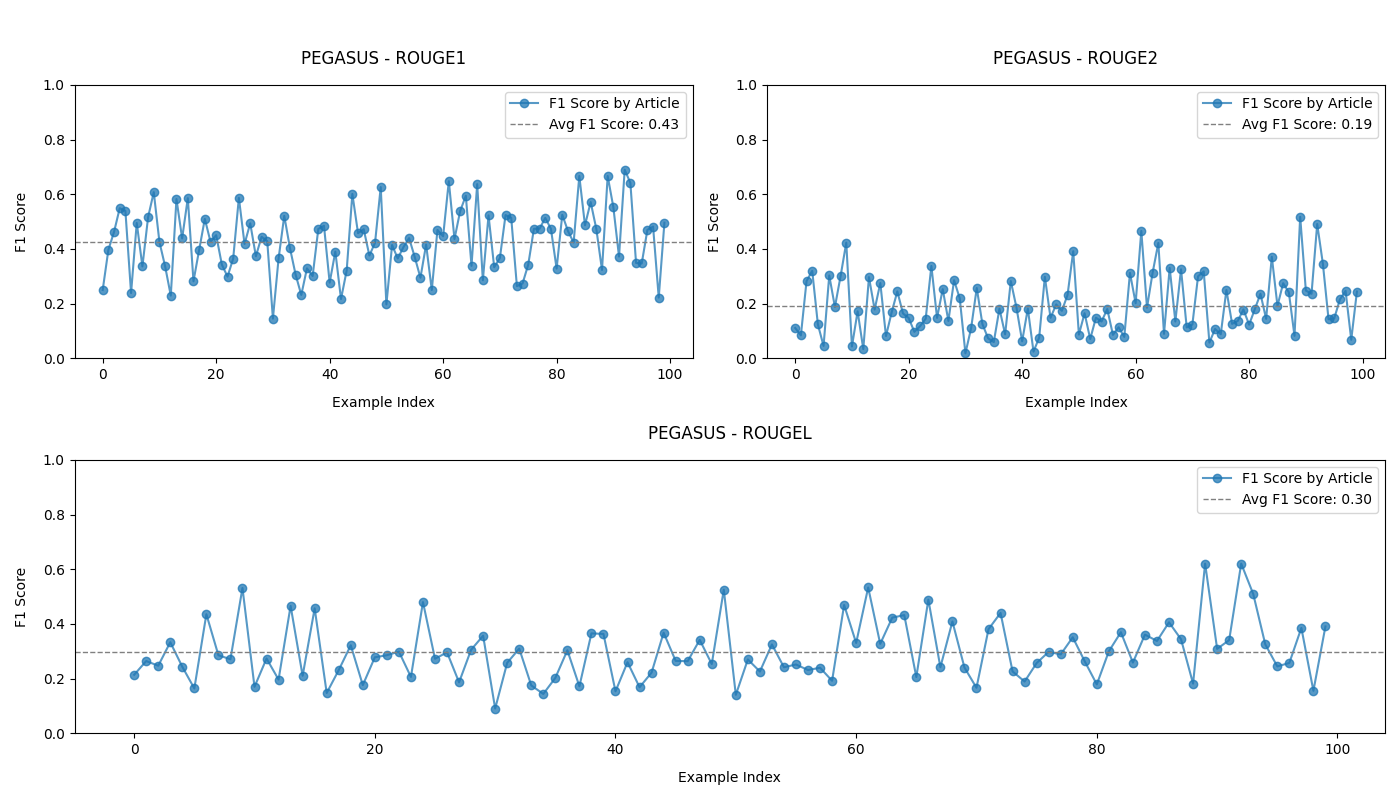 PEGASUS - ROUGE1
1.0
0.8
0.6
0.4
0.2
0.0
F1 Score
F1 Score by Article
Avg F1 Score: 0.43
0 20 40 60 80 100
Example Index
PEGASUS - ROUGE2
1.0
0.8
0.6
0.4
0.2
0.0
F1 Score
F1 Score by Article
Avg F1 Score: 0.19
0 20 40 60 80 100
Example Index
PEGASUS - ROUGEL
1.0
0.8
0.6
0.4
0.2
0.0
F1 Score
F1 Score by Article
Avg F1 Score: 0.30
0 20 40 60 80 100
Example Index